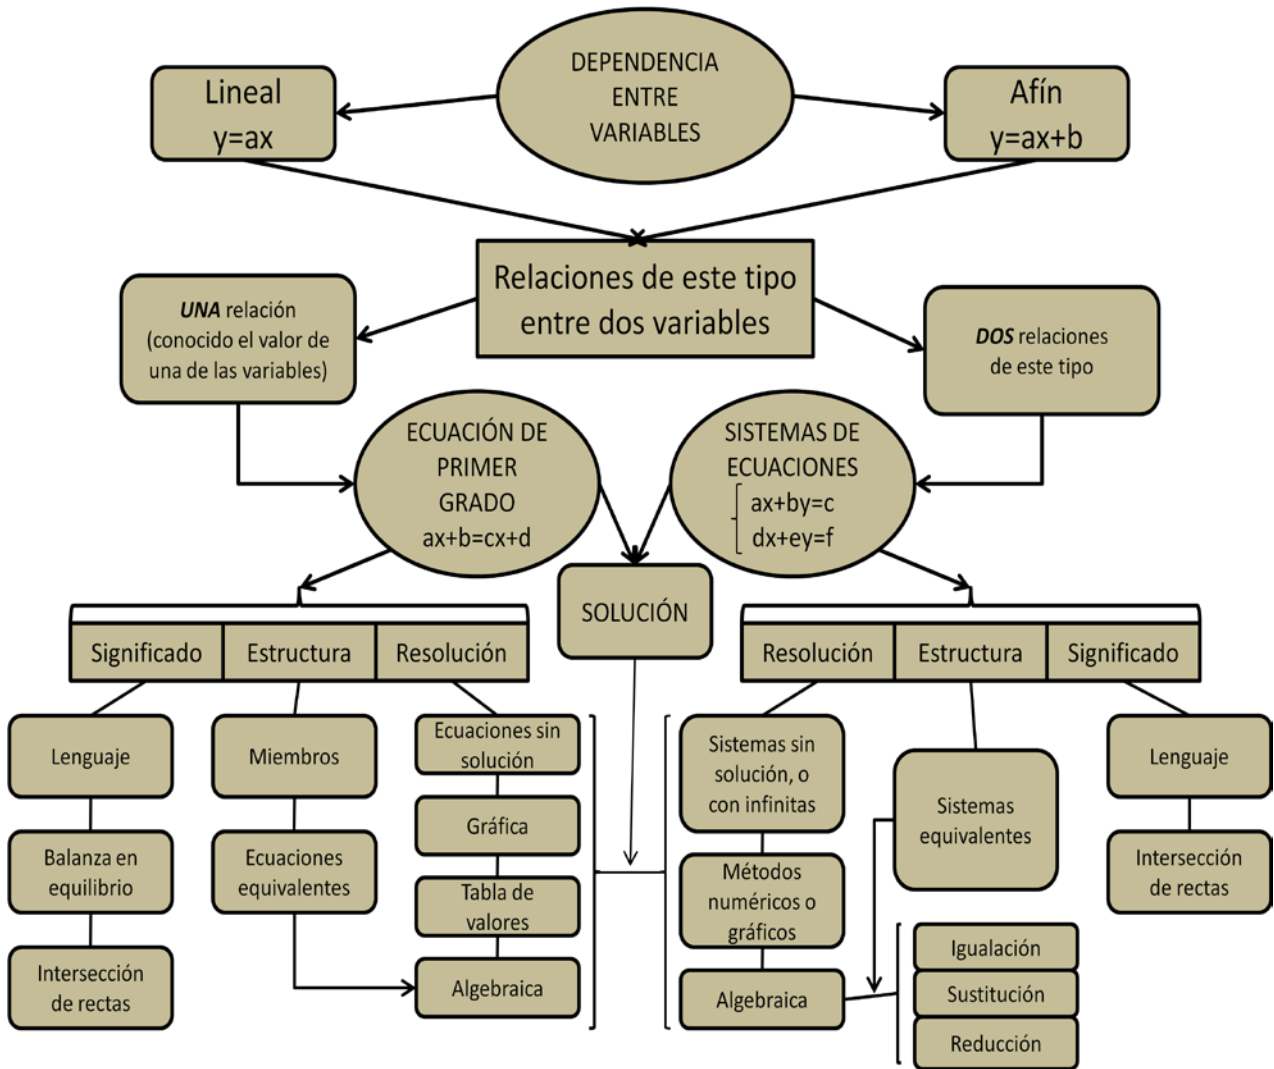 DEPENDENCIA
ENTRE
VARIABLES
Lineal
y=ax
Afín
y=ax+b
Relaciones de este tipo
entre dos variables
UNA relación
(conocido el valor de
una de las variables)
DOS relaciones
de este tipo
ECUACIÓN DE
PRIMER
GRADO
ax+b=cx+d
SISTEMAS DE
ECUACIONES
ax+by=c
dx+ey=f
SOLUCIÓN
Significado
Estructura
Resolución
Resolución
Estructura
Significado
Lenguaje
Balanza en
equilibrio
Intersección
de rectas
Miembros
Ecuaciones
equivalentes
Ecuaciones sin
solución
Gráfica
Tabla de
valores
Algebraica
Sistemas sin
solución, o
con infinitas
Métodos
numéricos o
gráficos
Algebraica
Sistemas
equivalentes
Igualación
Sustitución
Reducción
Lenguaje
Intersección
de rectas